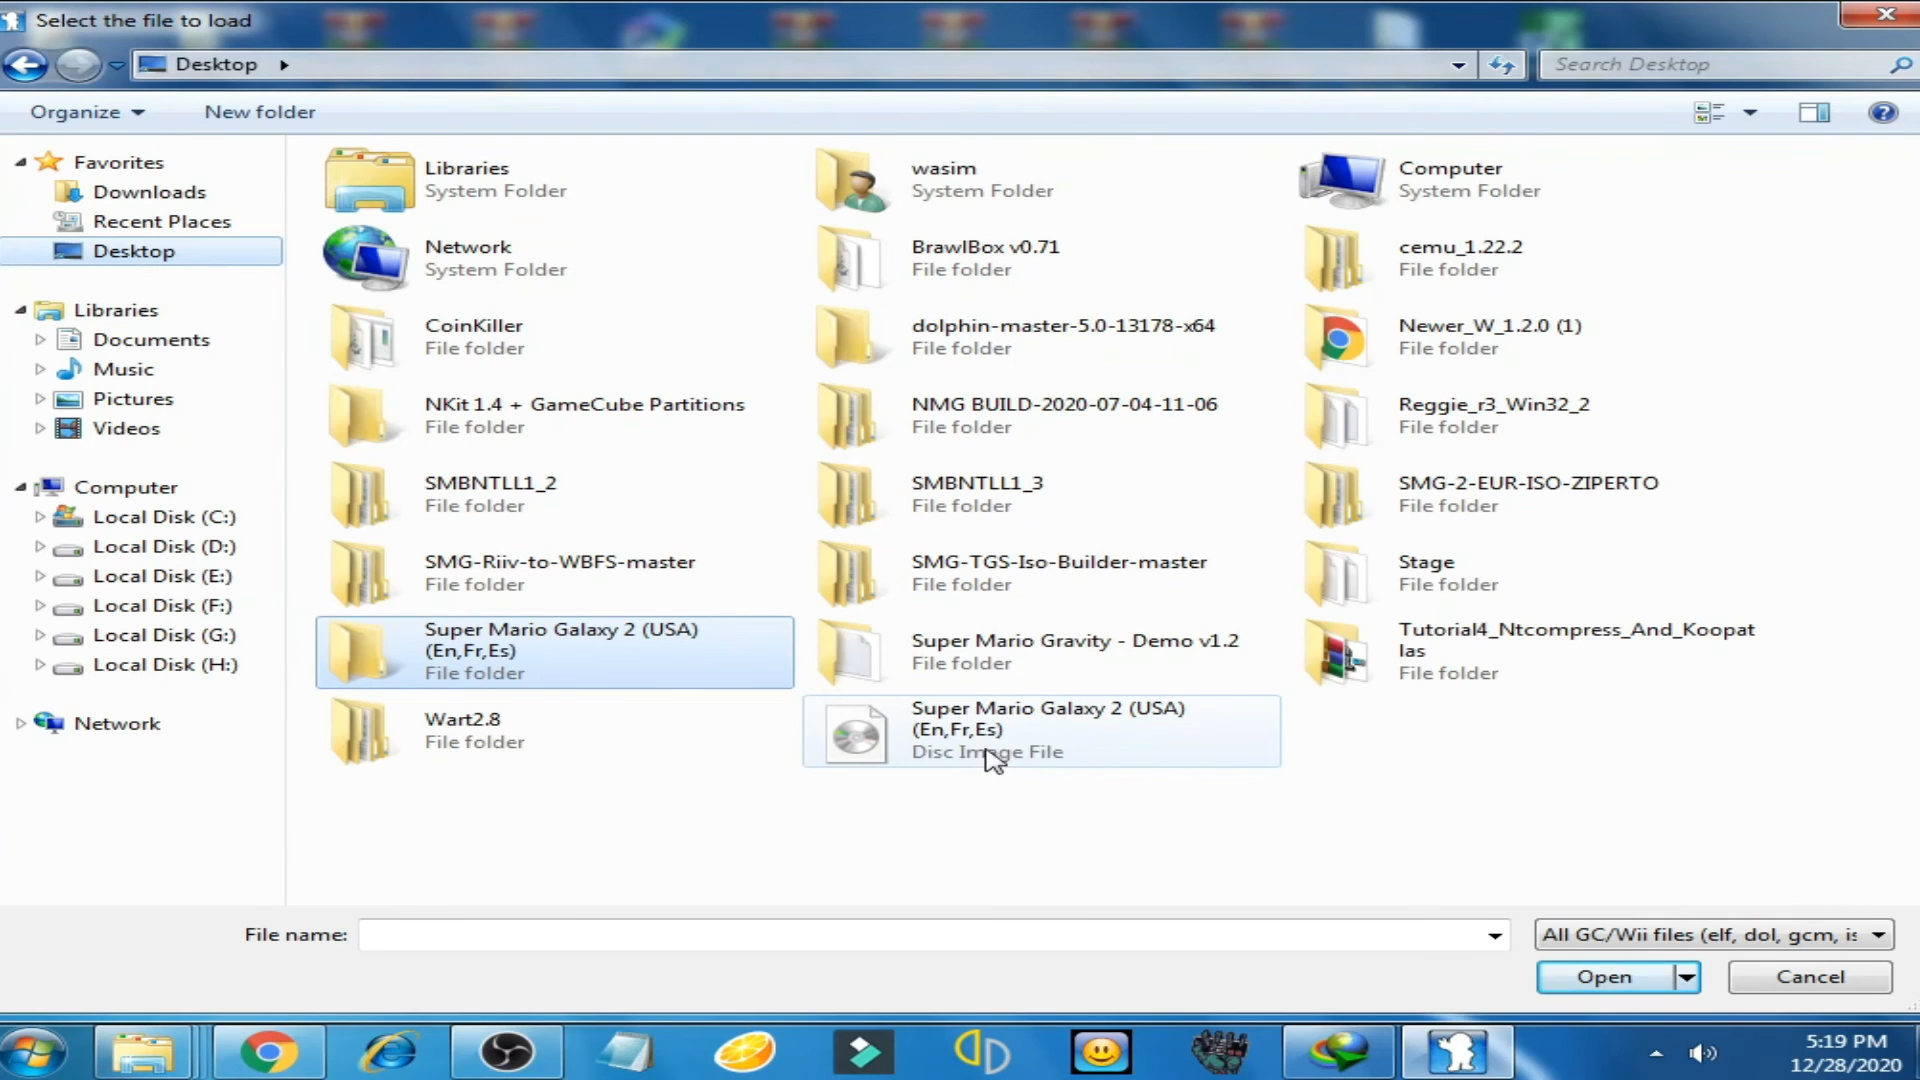 Select the file to load
Desktop
Search Desktop
Organize
New folder
Favorites
Downloads
Recent Places
Desktop
Libraries
Documents
Music
Pictures
Videos
Computer
Local Disk (C:)
Local Disk (D:)
Local Disk (E:)
Local Disk (F:)
Local Disk (G:)
Local Disk (H:)
Network
Libraries
System Folder
wasim
System Folder
Computer
System Folder
Network
System Folder
BrawlBox v0.71
File folder
cemu_1.22.2
File folder
CoinKiller
File folder
dolphin-master-5.0-13178-x64
File folder
Newer_W_1.2.0 (1)
File folder
NKit 1.4 + GameCube Partitions
File folder
NMG BUILD-2020-07-04-11-06
File folder
Reggie_r3_Win32_2
File folder
SMBNTLL1_2
File folder
SMBNTLL1_3
File folder
SMG-2-EUR-ISO-ZIPERTO
File folder
SMG-Riiv-to-WBFS-master
File folder
SMG-TGS-Iso-Builder-master
File folder
Stage
File folder
Super Mario Galaxy 2 (USA)
(En,Fr,Es)
File folder
Super Mario Gravity - Demo v1.2
File folder
Tutorial4_Ntcompress_And_Koopat
las
File folder
Wart2.8
File folder
Super Mario Galaxy 2 (USA)
(En,Fr,Es)
Disc Image File
File name:
All GC/Wii files (elf, dol, gcm, is
Open
Cancel
5:19 PM
12/28/2020